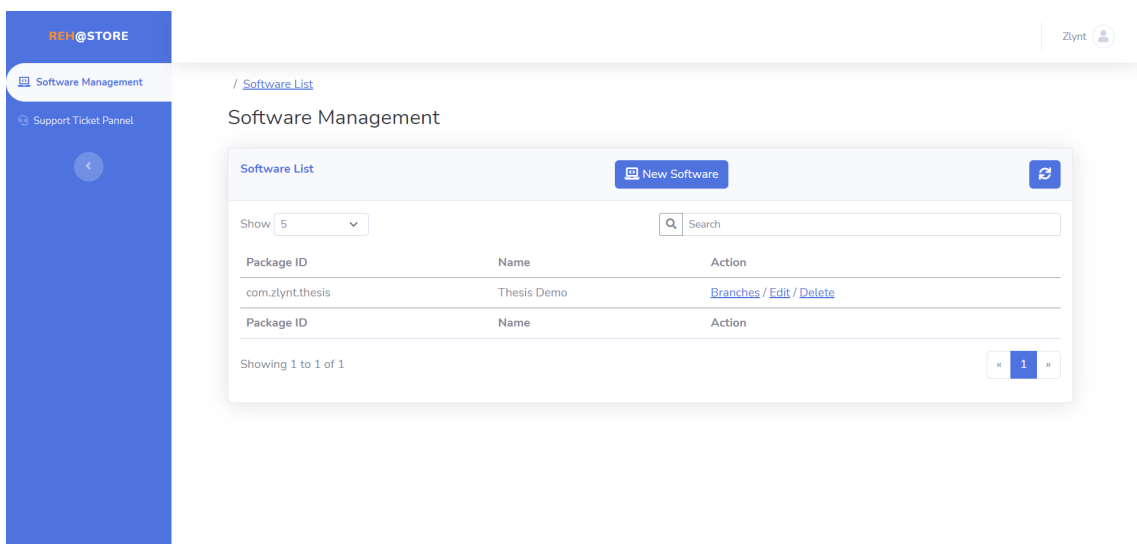 REH@STORE
Zlynt
Software Management
Support Ticket Pannel
/ Software List
Software Management
Software List
New Software
Show 5
Search
Package ID Name Action
com.zlynt.thesis Thesis Demo Branches / Edit / Delete
Package ID Name Action
Showing 1 to 1 of 1
« 1 »